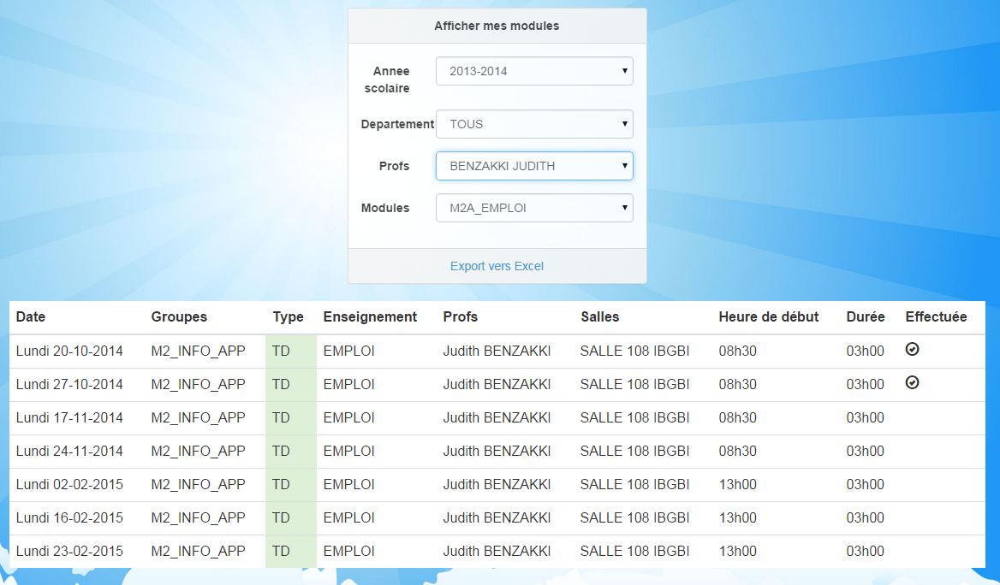 Afficher mes modules
Annee scolaire 2013-2014
Departement TOUS
Profs BENZAKKI JUDITH
Modules M2A_EMPLOI
Export vers Excel
Date Groupes Type Enseignement Profs Salles Heure de début Durée Effectuée
Lundi 20-10-2014 M2_INFO_APP TD EMPLOI Judith BENZAKKI SALLE 108 IBGBI 08h30 03h00
Lundi 27-10-2014 M2_INFO_APP TD EMPLOI Judith BENZAKKI SALLE 108 IBGBI 08h30 03h00
Lundi 17-11-2014 M2_INFO_APP TD EMPLOI Judith BENZAKKI SALLE 108 IBGBI 08h30 03h00
Lundi 24-11-2014 M2_INFO_APP TD EMPLOI Judith BENZAKKI SALLE 108 IBGBI 08h30 03h00
Lundi 02-02-2015 M2_INFO_APP TD EMPLOI Judith BENZAKKI SALLE 108 IBGBI 13h00 03h00
Lundi 16-02-2015 M2_INFO_APP TD EMPLOI Judith BENZAKKI SALLE 108 IBGBI 13h00 03h00
Lundi 23-02-2015 M2_INFO_APP TD EMPLOI Judith BENZAKKI SALLE 108 IBGBI 13h00 03h00